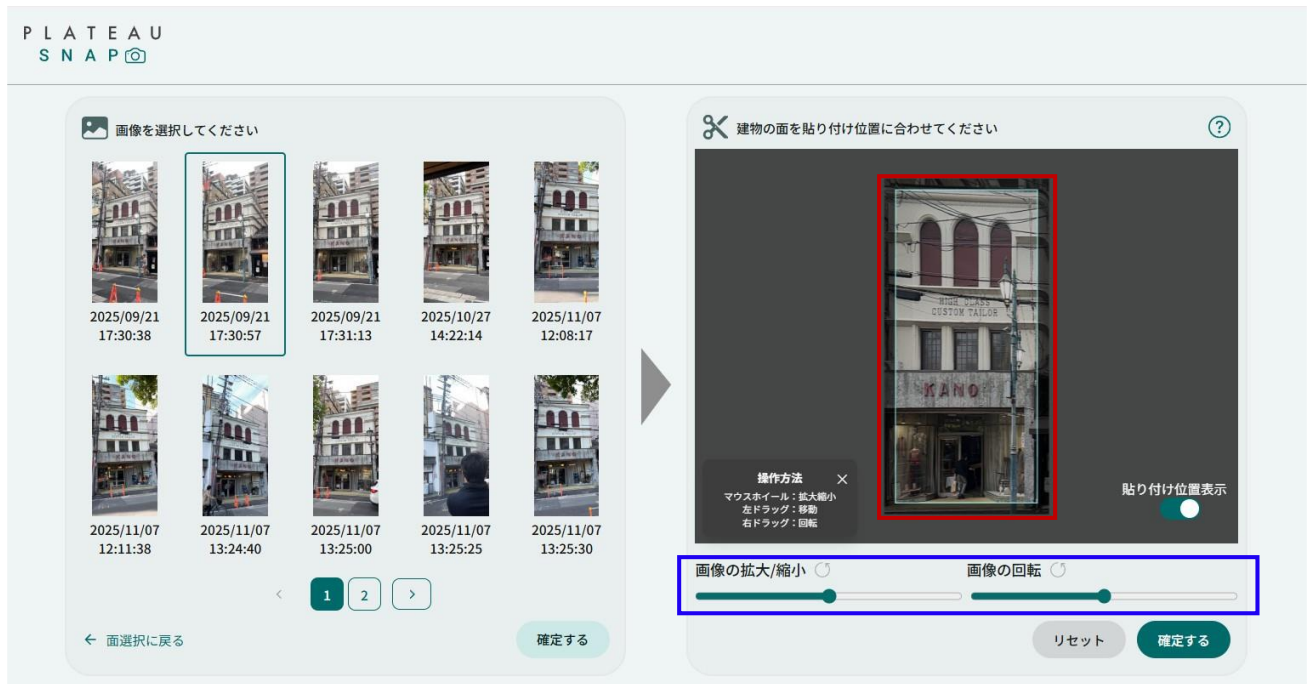 PLATEAU
SNAP
画像を選択してください
2025/09/21
17:30:38
2025/09/21
17:30:57
2025/09/21
17:31:13
2025/10/27
14:22:14
2025/11/07
12:08:17
2025/11/07
12:11:38
2025/11/07
13:24:40
2025/11/07
13:25:00
2025/11/07
13:25:25
2025/11/07
13:25:30
< 1 2 >
← 面選択に戻る
確定する
建物の面を貼り付け位置に合わせてください
?
HIGH CLASS
CUSTOM TAILOR
KANO
操作方法 ×
マウスホイール：拡大縮小
左ドラッグ：移動
右ドラッグ：回転
貼り付け位置表示
画像の拡大/縮小
画像の回転
リセット
確定する